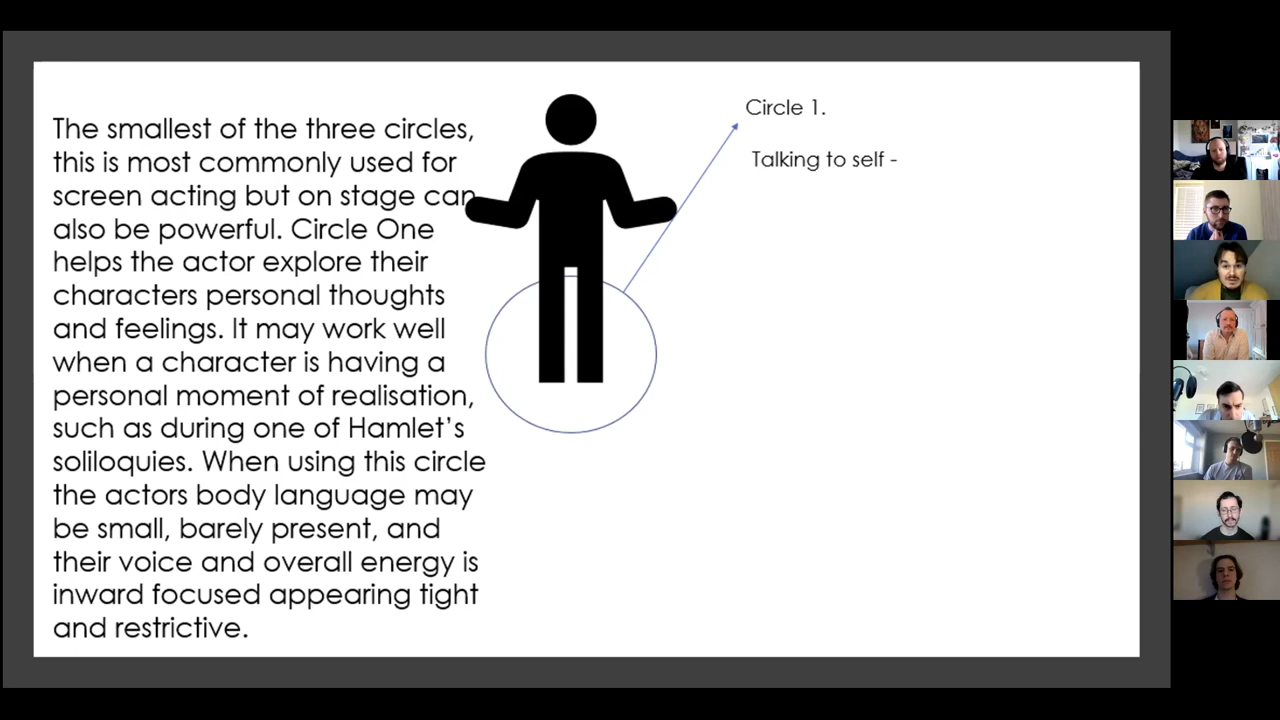 The smallest of the three circles,
this is most commonly used for
screen acting but on stage can
also be powerful. Circle One
helps the actor explore their
characters personal thoughts
and feelings. It may work well
when a character is having a
personal moment of realisation,
such as during one of Hamlet's
soliloquies. When using this circle
the actors body language may
be small, barely present, and
their voice and overall energy is
inward focused appearing tight
and restrictive.
Circle 1.
Talking to self -